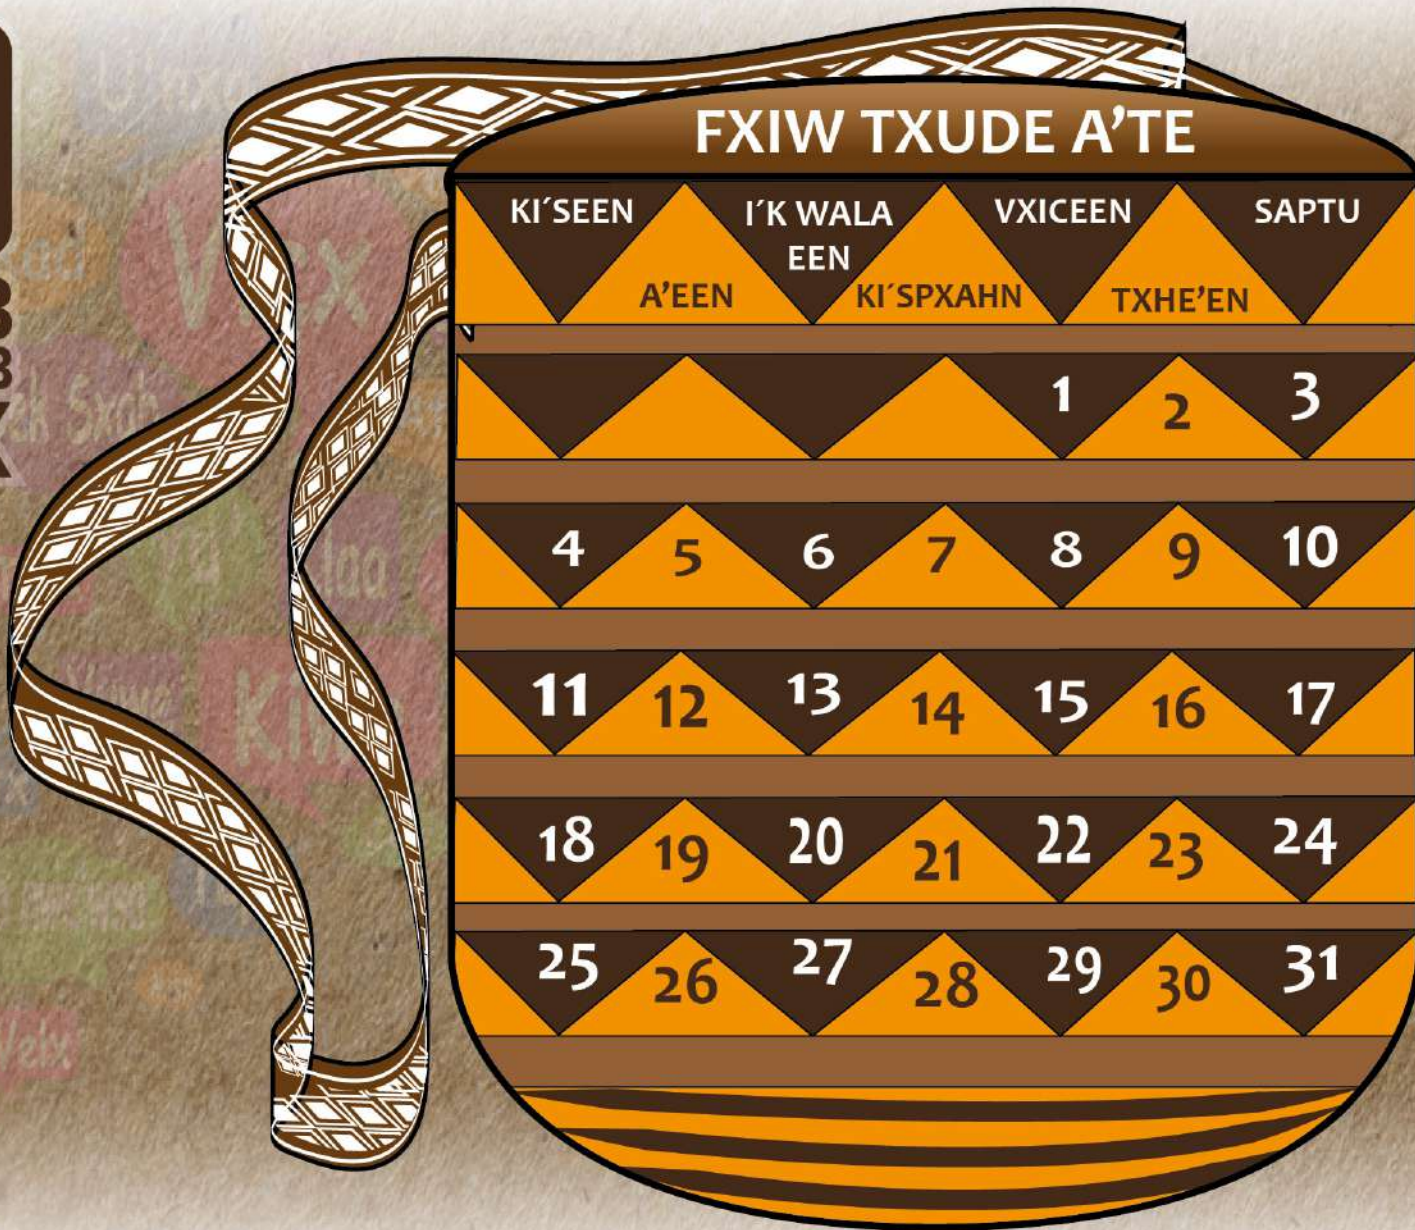 FXIW TXUDE A'TE
KI´SEEN I´K WALA EEN VXICEEN SAPTU
A'EEN KI´SPXAHN TXHE'EN
1 2 3
4 5 6 7 8 9 10
11 12 13 14 15 16 17
18 19 20 21 22 23 24
25 26 27 28 29 30 31
Vxa
Kiw